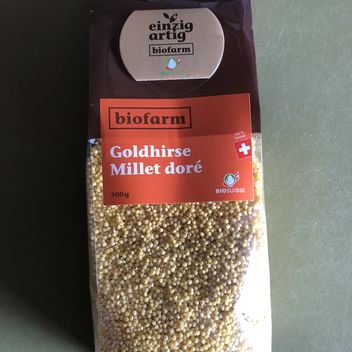 einzig
artig
biofarm
biofarm
Goldhirse
Millet doré
500g
BIOSUISSE